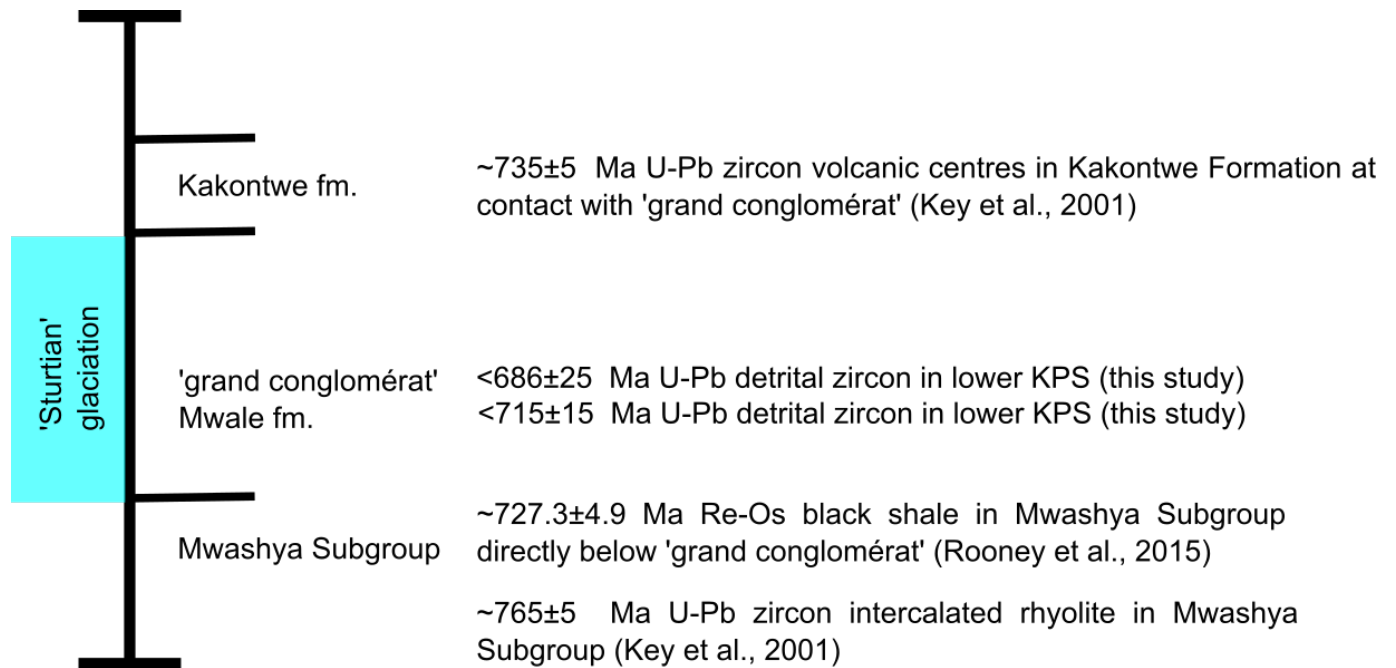 Kakontwe fm.
~735±5 Ma U-Pb zircon volcanic centres in Kakontwe Formation at
contact with 'grand conglomérat' (Key et al., 2001)
'Sturtian'
glaciation
'grand conglomérat'
Mwale fm.
<686±25 Ma U-Pb detrital zircon in lower KPS (this study)
<715±15 Ma U-Pb detrital zircon in lower KPS (this study)
Mwashya Subgroup
~727.3±4.9 Ma Re-Os black shale in Mwashya Subgroup
directly below 'grand conglomérat' (Rooney et al., 2015)
~765±5 Ma U-Pb zircon intercalated rhyolite in Mwashya
Subgroup (Key et al., 2001)